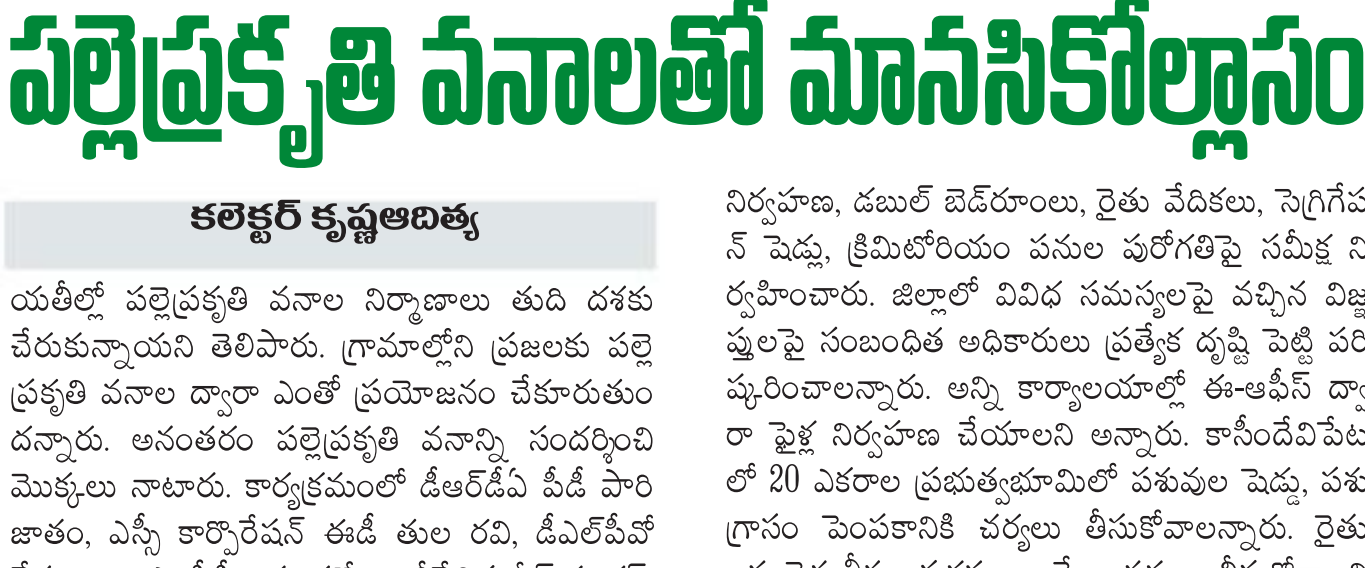 పల్లెప్రకృతి వనాలతో మానసికోల్లాసం
కలెక్టర్ కృష్ణఆదిత్య
యతీల్లో పల్లెప్రకృతి వనాల నిర్మాణాలు తుది దశకు
చేరుకున్నాయని తెలిపారు. గ్రామాల్లోని ప్రజలకు పల్లె
ప్రకృతి వనాల ద్వారా ఎంతో ప్రయోజనం చేకూరుతుం
దన్నారు. అనంతరం పల్లెప్రకృతి వనాన్ని సందర్శించి
మొక్కలు నాటారు. కార్యక్రమంలో డీఆర్‌డీఏ పీడీ పారి
జాతం, ఎస్సీ కార్పొరేషన్ ఈడీ తుల రవి, డీఎల్‌పీవో
నిర్వహణ, డబుల్ బెడ్‌రూంలు, రైతు వేదికలు, సెగ్రిగేష
న్ షెడ్లు, క్రిమిటోరియం పనుల పురోగతిపై సమీక్ష ని
ర్వహించారు. జిల్లాలో వివిధ సమస్యలపై వచ్చిన విజ్ఞ
ప్తులపై సంబంధిత అధికారులు ప్రత్యేక దృష్టి పెట్టి పరి
ష్కరించాలన్నారు. అన్ని కార్యాలయాల్లో ఈ-ఆఫీస్ ద్వా
రా ఫైళ్ల నిర్వహణ చేయాలని అన్నారు. కాసీందేవిపేట
లో 20 ఎకరాల ప్రభుత్వభూమిలో పశువుల షెడ్డు, పశు
గ్రాసం పెంపకానికి చర్యలు తీసుకోవాలన్నారు. రైతు